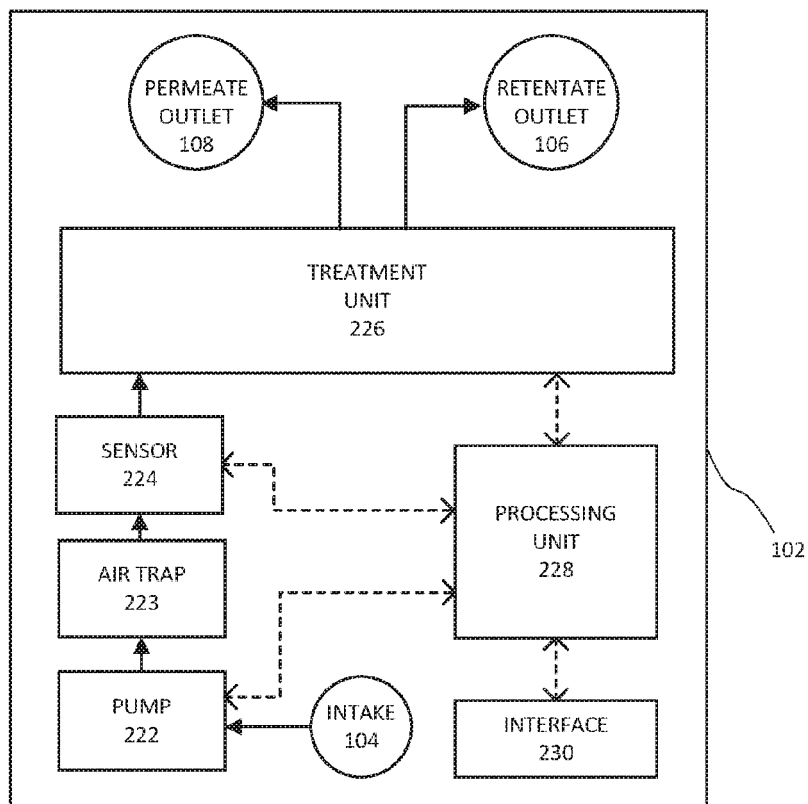 PERMEATE
OUTLET
108
RETENTATE
OUTLET
106
TREATMENT
UNIT
226
SENSOR
224
PROCESSING
UNIT
228
102
AIR TRAP
223
PUMP
222
INTAKE
104
INTERFACE
230